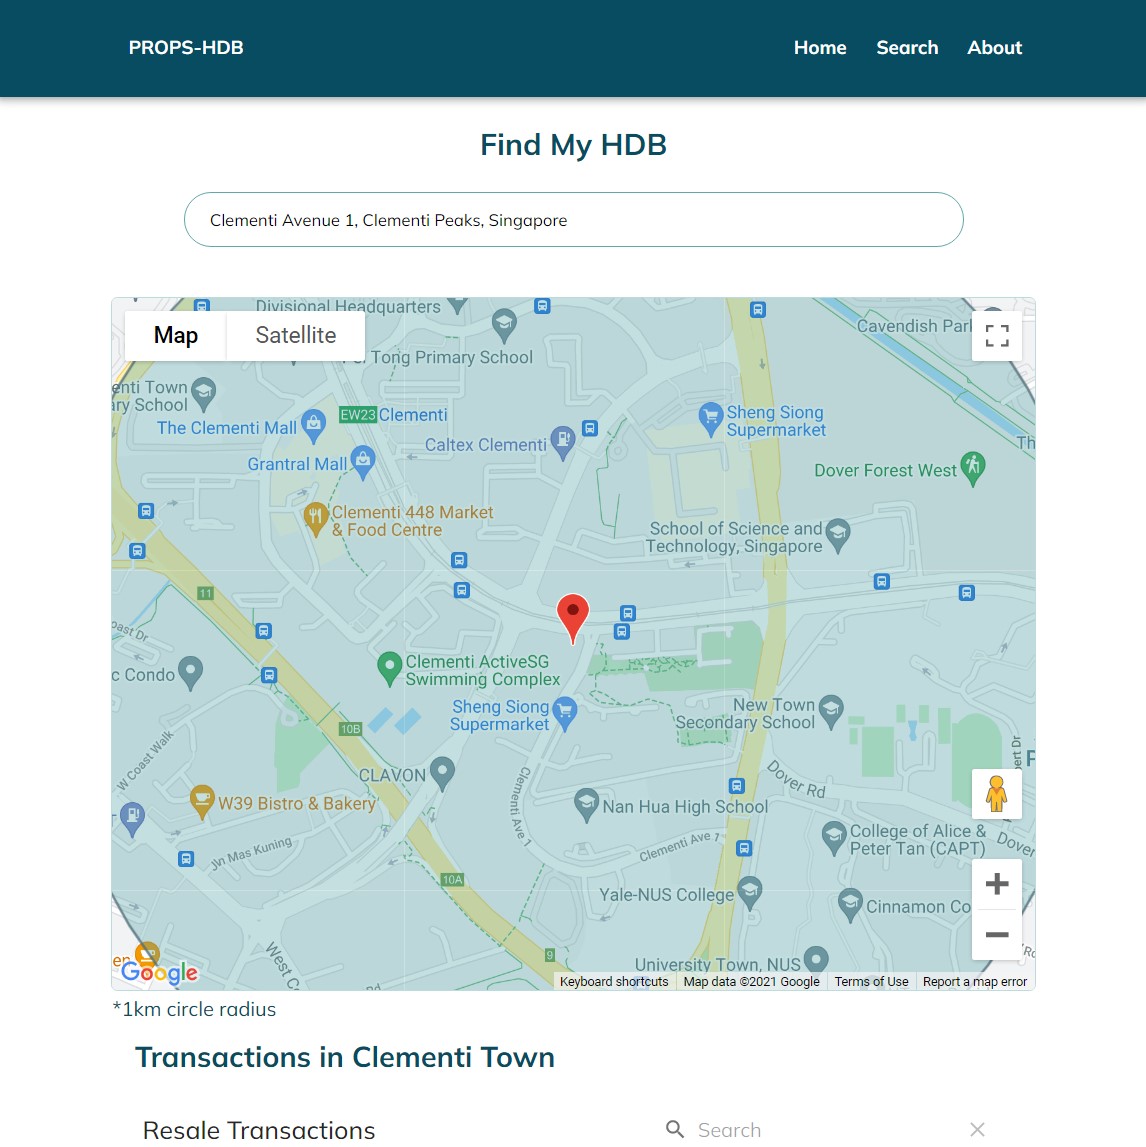 PROPS-HDB
Home
Search
About
Find My HDB
Clementi Avenue 1, Clementi Peaks, Singapore
Divisional Headquarters
Map
Satellite
Cavendish Park
Tong Primary School
enti Town
ary School
EW23 Clementi
The Clementi Mall
Sheng Siong
Supermarket
Caltex Clementi
Th
Grantral Mall
Dover Forest West
Clementi 448 Market
& Food Centre
School of Science and
Technology, Singapore
11
oast Dr
c Condo
Clementi ActiveSG
Swimming Complex
Sheng Siong
Supermarket
New Town
Secondary School
10B
W Coast Walk
CLAVON
Clementi Ave 1
Dover Rd
W39 Bistro & Bakery
Nan Hua High School
College of Alice &
Peter Tan (CAPT)
Dover
Jln Mas Kuning
Clementi Ave 1
10A
Yale-NUS College
Cinnamon Co
West C
9
en
Google
University Town, NUS
Keyboard shortcuts
Map data ©2021 Google
Terms of Use
Report a map error
*1km circle radius
Transactions in Clementi Town
Resale Transactions
Search